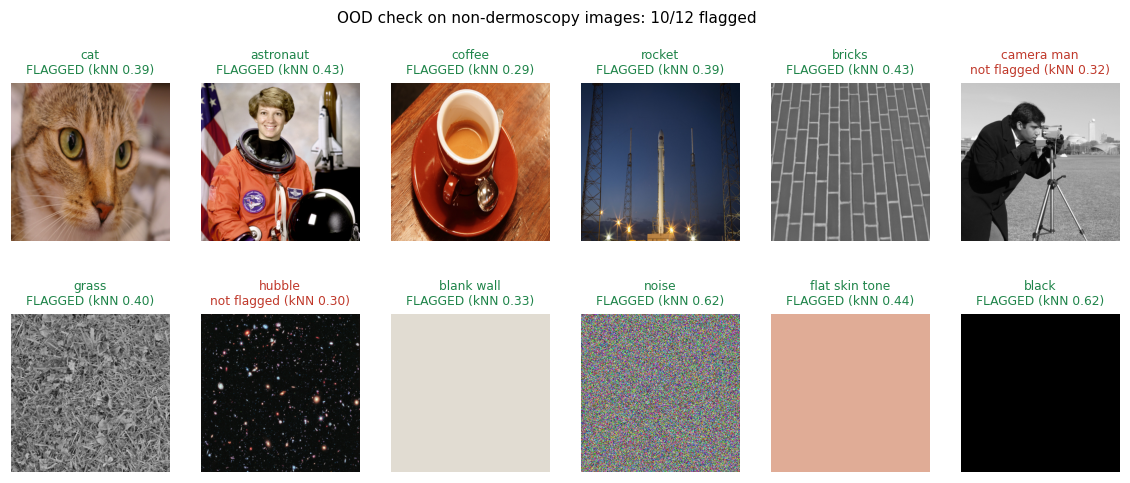 OOD check on non-dermoscopy images: 10/12 flagged
cat
FLAGGED (kNN 0.39)
astronaut
FLAGGED (kNN 0.43)
coffee
FLAGGED (kNN 0.29)
rocket
FLAGGED (kNN 0.39)
bricks
FLAGGED (kNN 0.43)
camera man
not flagged (kNN 0.32)
grass
FLAGGED (kNN 0.40)
hubble
not flagged (kNN 0.30)
blank wall
FLAGGED (kNN 0.33)
noise
FLAGGED (kNN 0.62)
flat skin tone
FLAGGED (kNN 0.44)
black
FLAGGED (kNN 0.62)